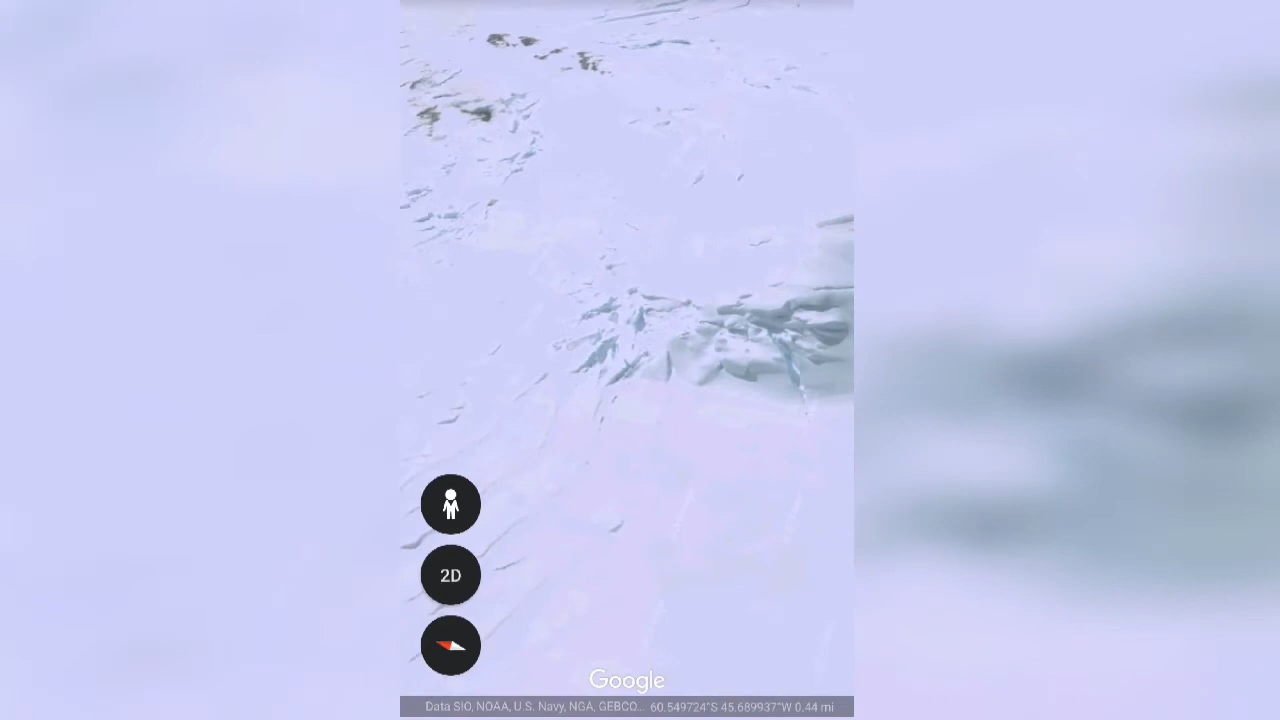 2D
Google
Data SIO, NOAA, U.S. Navy, NGA, GEBCO... 60.549724°S 45.689937°W 0.44 mi